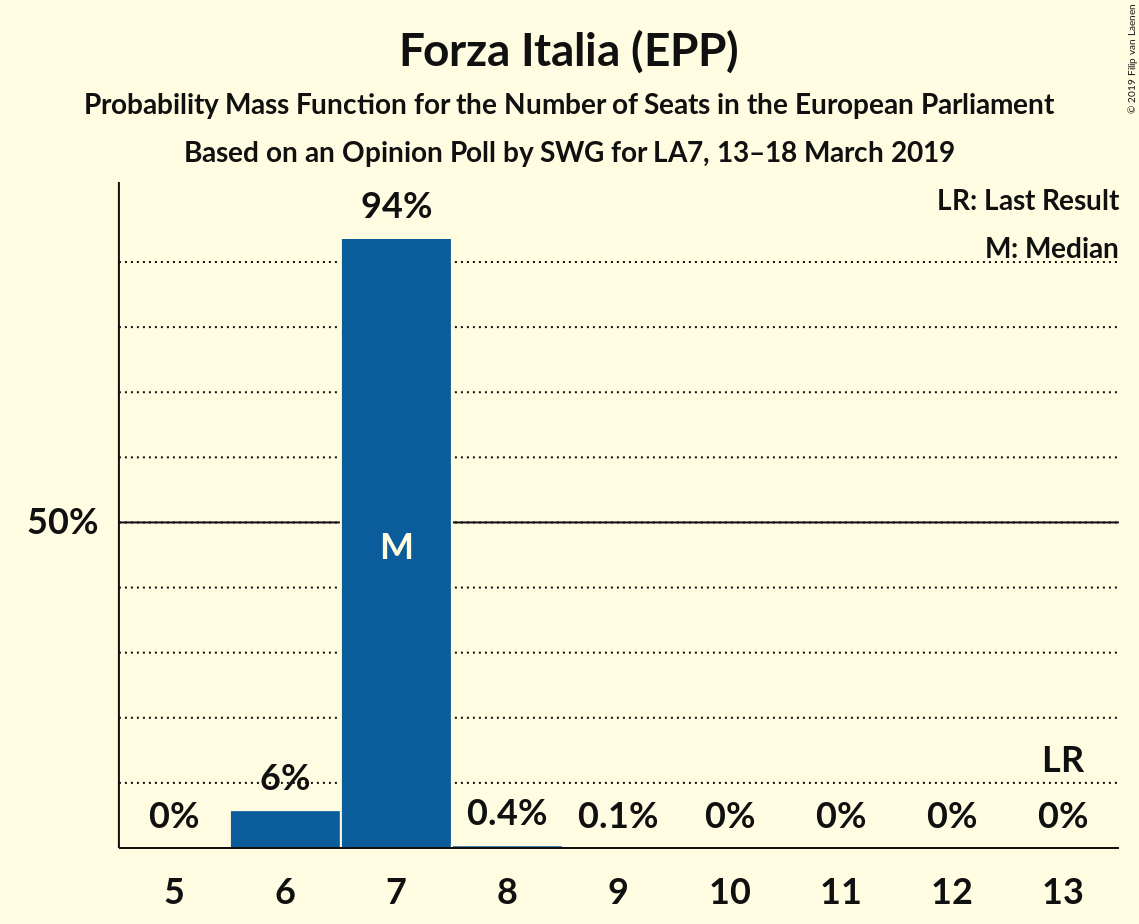 Forza Italia (EPP)
Probability Mass Function for the Number of Seats in the European Parliament
Based on an Opinion Poll by SWG for LA7, 13–18 March 2019
© 2019 Filip van Laenen
LR: Last Result
M: Median
94%
50%
M
LR
6%
0%
0.4%
0.1%
0%
0%
0%
0%
5 6 7 8 9 10 11 12 13